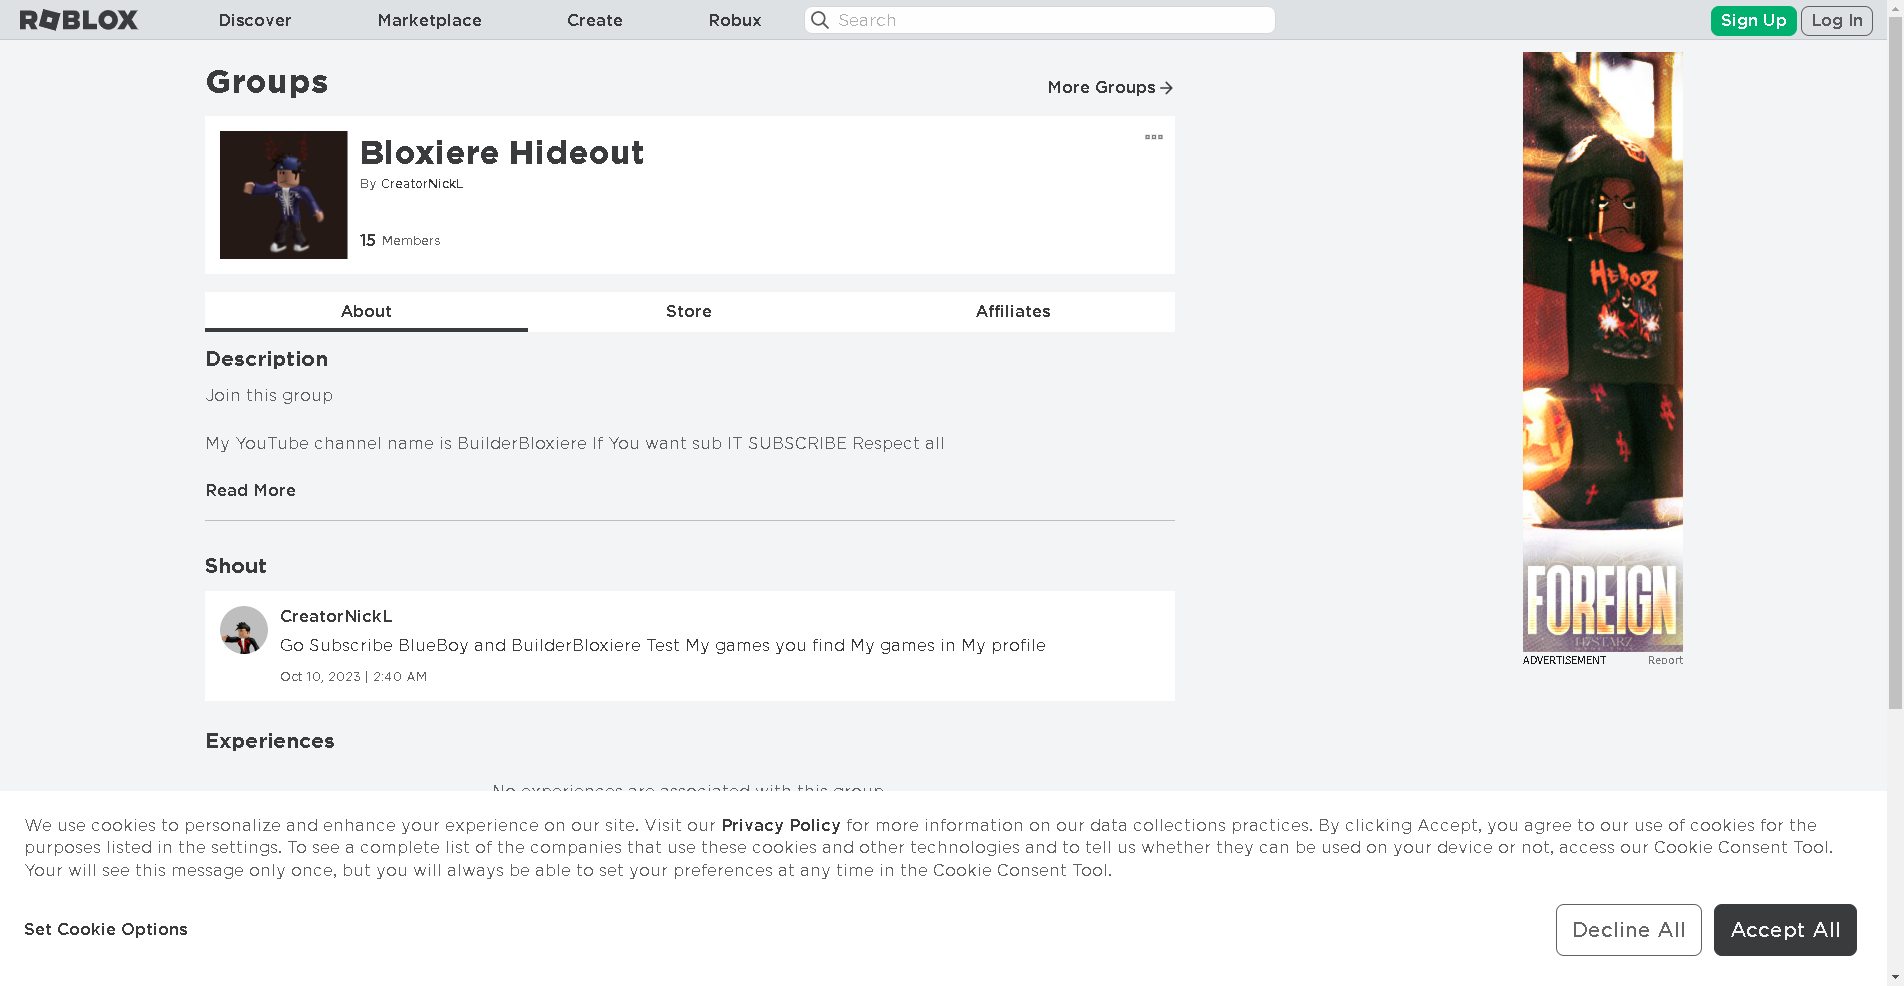 ROBLOX
Discover
Marketplace
Create
Robux
Search
Sign Up
Log In
Groups
More Groups
Bloxiere Hideout
By CreatorNickL
15 Members
About
Store
Affiliates
Description
Join this group
My YouTube channel name is BuilderBloxiere If You want sub IT SUBSCRIBE Respect all
Read More
Shout
CreatorNickL
Go Subscribe BlueBoy and BuilderBloxiere Test My games you find My games in My profile
Oct 10, 2023 | 2:40 AM
Experiences
No experiences are associated with this group
HEROZ
FOREIGN
ADVERTISEMENT
Report
We use cookies to personalize and enhance your experience on our site. Visit our Privacy Policy for more information on our data collections practices. By clicking Accept, you agree to our use of cookies for the
purposes listed in the settings. To see a complete list of the companies that use these cookies and other technologies and to tell us whether they can be used on your device or not, access our Cookie Consent Tool.
Your will see this message only once, but you will always be able to set your preferences at any time in the Cookie Consent Tool.
Set Cookie Options
Decline All
Accept All